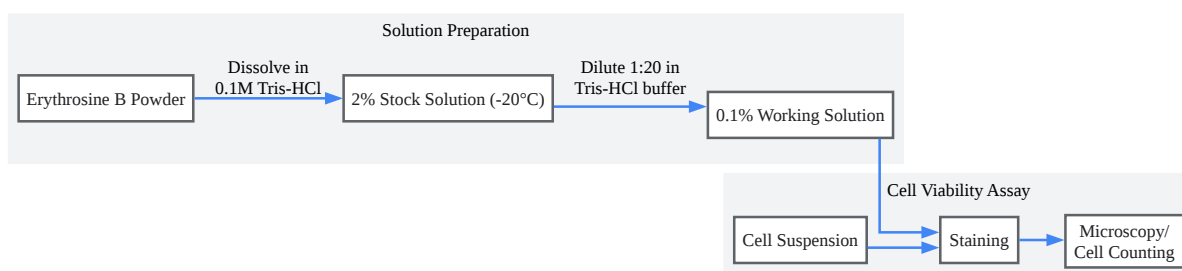 Solution Preparation
Dissolve in
0.1M Tris-HCl
Dilute 1:20 in
Tris-HCl buffer
Erythrosine B Powder
2% Stock Solution (-20°C)
0.1% Working Solution
Cell Viability Assay
Cell Suspension
Staining
Microscopy/
Cell Counting